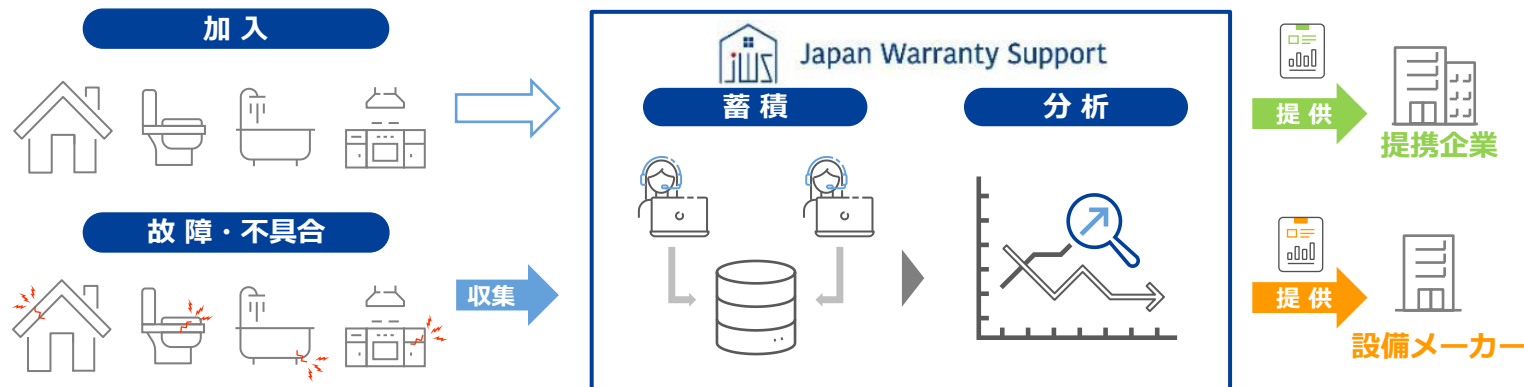 加 入
故 障・不具合
収集
jws
Japan Warranty Support
蓄 積
分 析
提 供
提携企業
提 供
設備メーカー